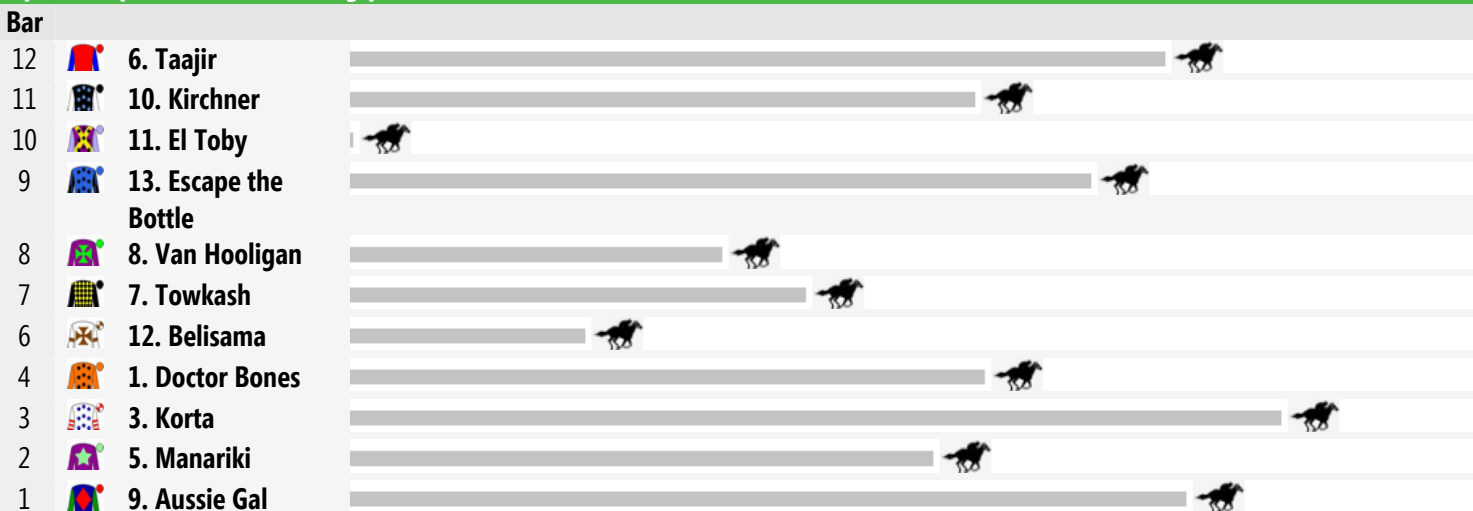 Bar
12 6. Taajir
11 10. Kirchner
10 11. El Toby
9 13. Escape the
Bottle
8 8. Van Hooligan
7 7. Towkash
6 12. Belisama
4 1. Doctor Bones
3 3. Korta
2 5. Manariki
1 9. Aussie Gal